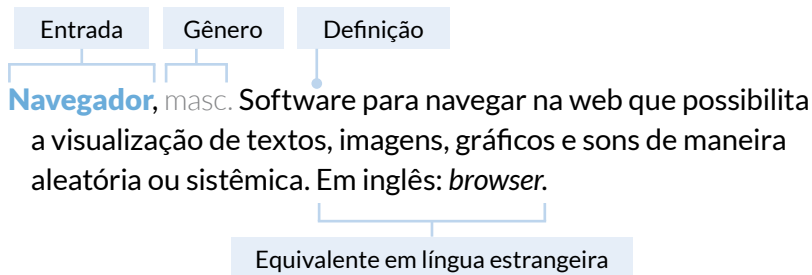 Entrada Gênero Definição
Navegador, masc. Software para navegar na web que possibilita
a visualização de textos, imagens, gráficos e sons de maneira
aleatória ou sistêmica. Em inglês: browser.
Equivalente em língua estrangeira